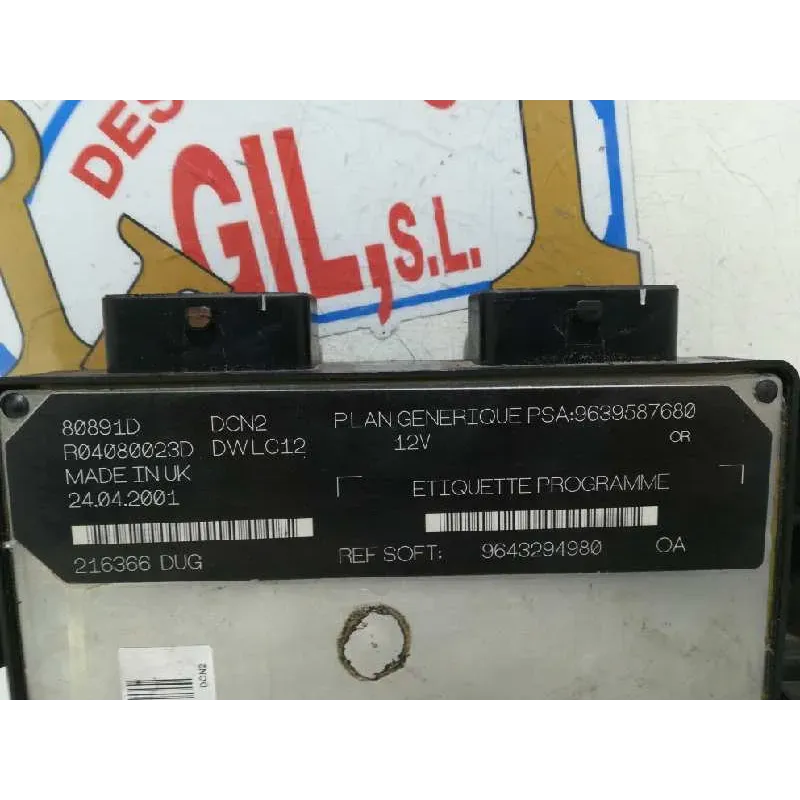 DES
GIL, S.L.
80891D DCN2 PLAN GENERIQUE PSA:9639587680
R04080023D DWLC12 12V OR
MADE IN UK
24.04.2001
ETIQUETTE PROGRAMME
216366 DUG REF SOFT: 9643294980 OA
DCN2